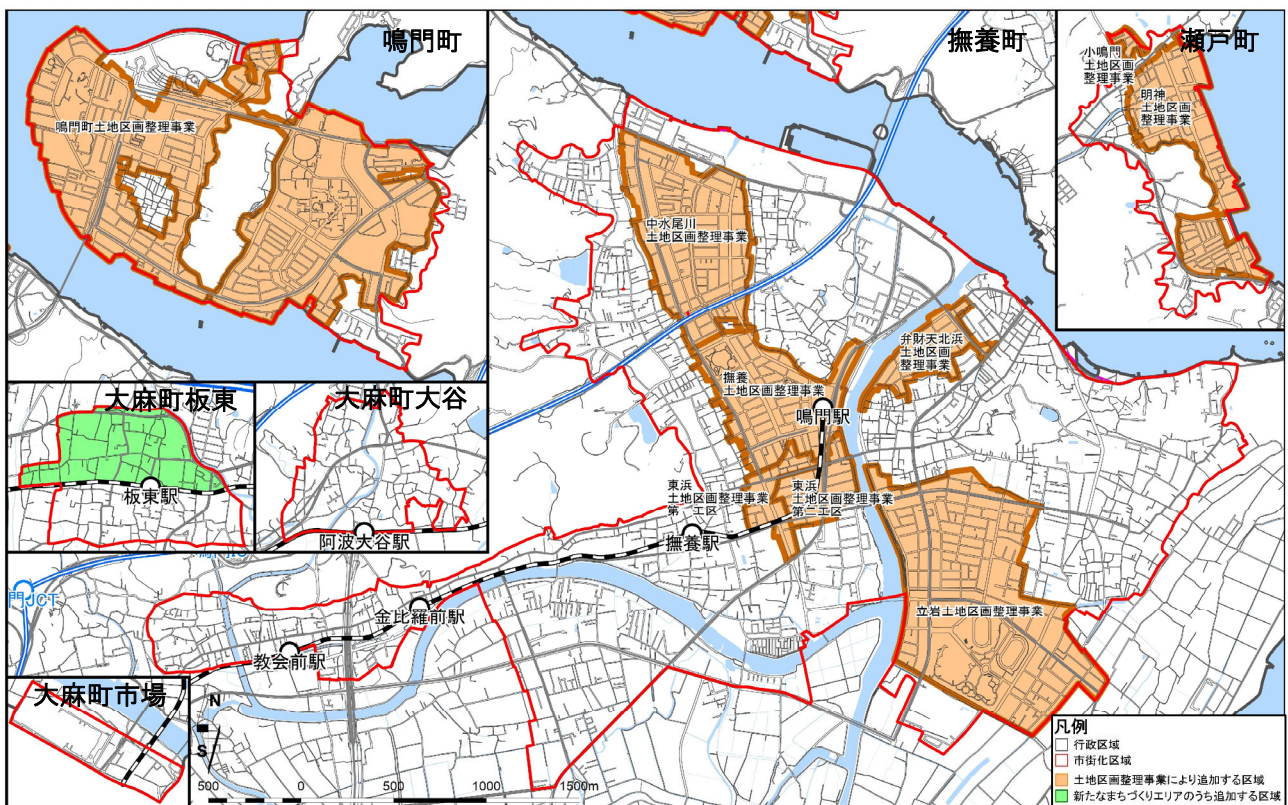 鳴門町
撫養町
瀬戸町
小鳴門
土地区画
整理事業
明神
土地区画
整理事業
鳴門町土地区画整理事業
中水尾川
土地区画整理事業
弁財天北浜
土地区画
整理事業
撫養
土地区画整理事業
鳴門駅
大麻町板東
大麻町大谷
板東駅
阿波大谷駅
東浜
土地区画整理事業
第一工区
東浜
土地区画整理事業
第二工区
撫養駅
門JCT
金比羅前駅
教会前駅
立岩土地区画整理事業
大麻町市場
N
S
500
0
500
1000
1500m
凡例
行政区域
市街化区域
土地区画整理事業により追加する区域
新たなまちづくりエリアのうち追加する区域